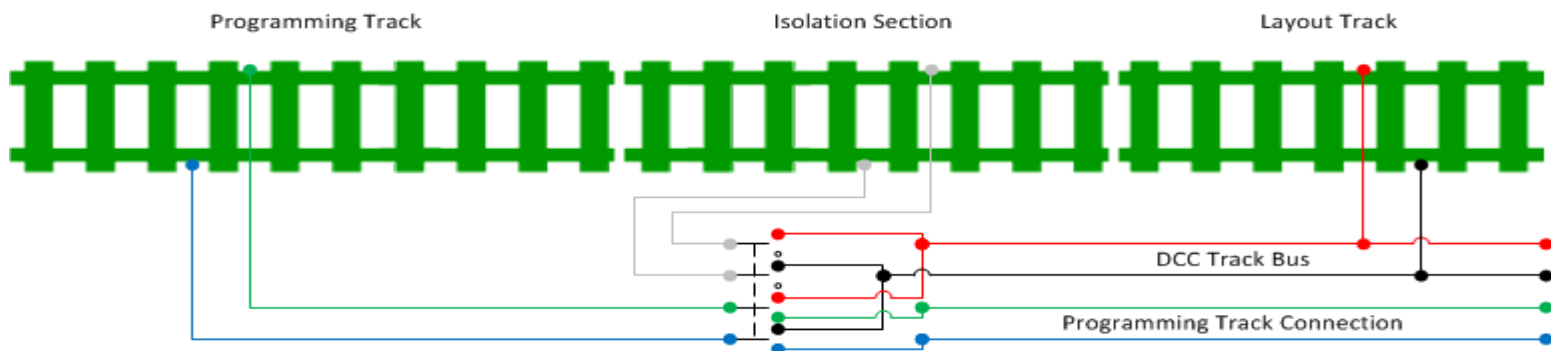 Programming Track
Isolation Section
Layout Track
DCC Track Bus
Programming Track Connection